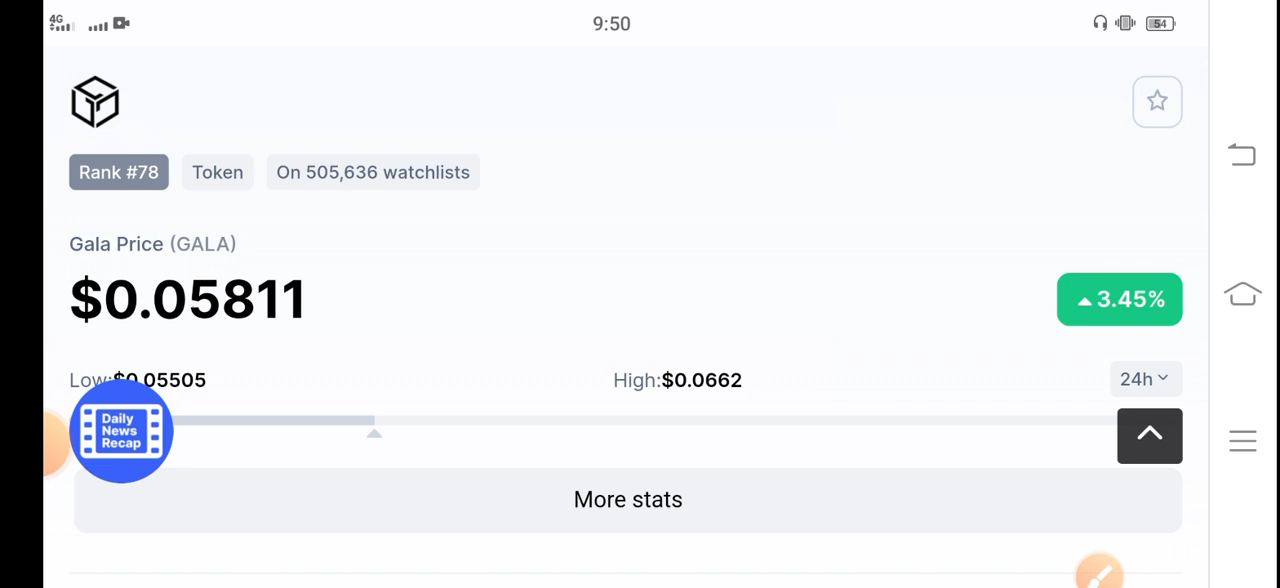 4G 9:50 54
Rank #78 Token On 505,636 watchlists
Gala Price (GALA)
$0.05811 3.45%
Low:$0.05505 High:$0.0662 24h
Daily
News
Recap
More stats